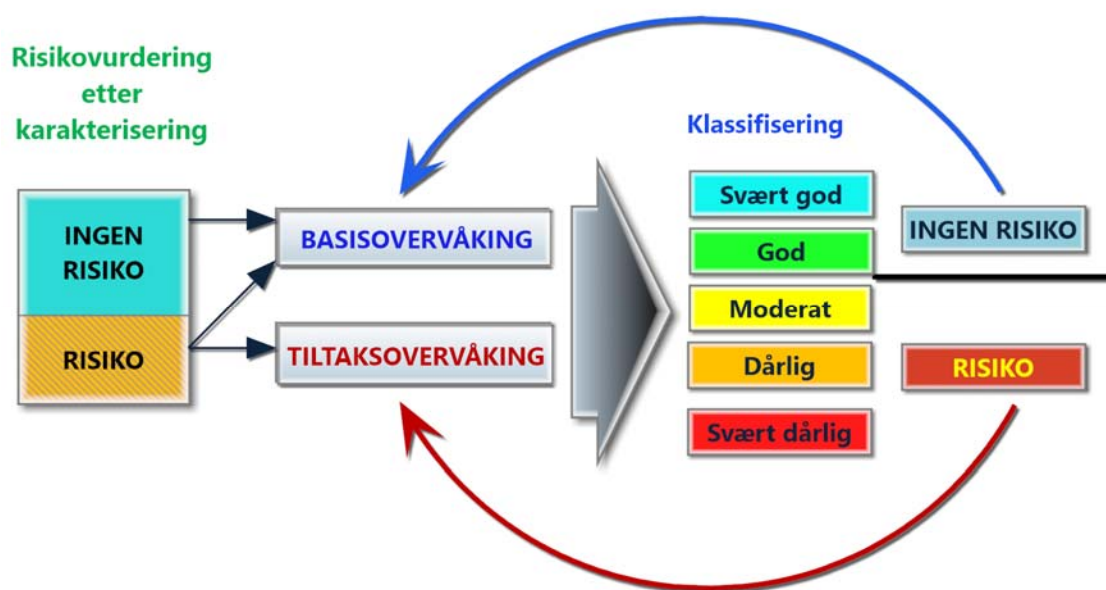 Risikovurdering
etter
karakterisering
INGEN
RISIKO
RISIKO
BASISOVERVÅKING
TILTAKSOVERVÅKING
Klassifisering
Svært god
God
Moderat
Dårlig
Svært dårlig
INGEN RISIKO
RISIKO